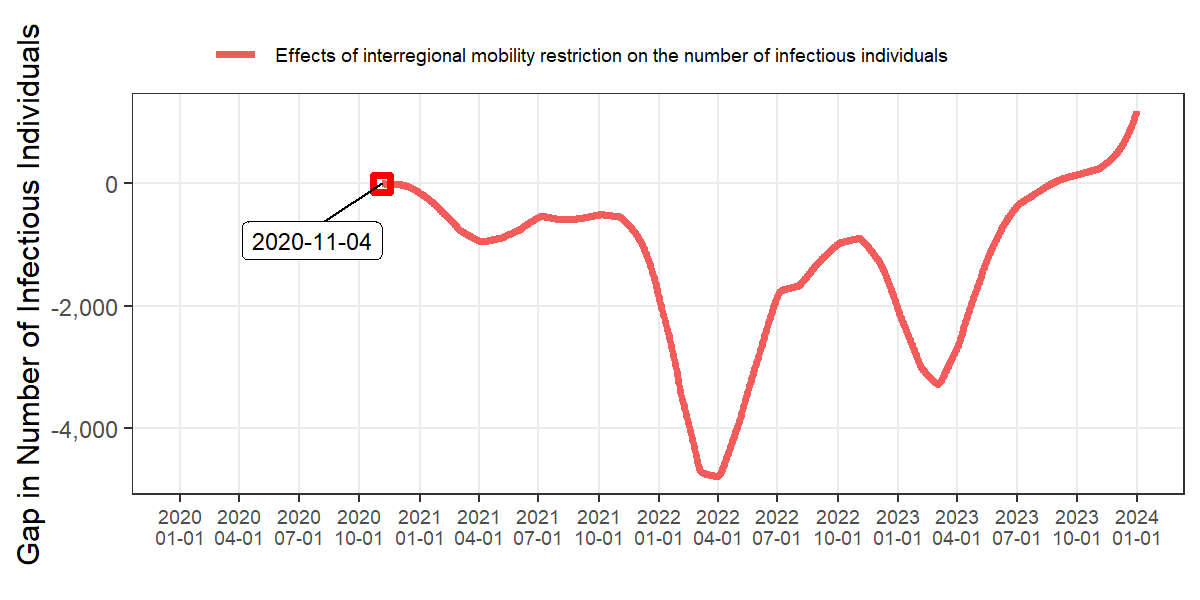 Effects of interregional mobility restriction on the number of infectious individuals
Gap in Number of Infectious Individuals
0
-2,000
-4,000
2020-11-04
2020 2020 2020 2020 2021 2021 2021 2021 2022 2022 2022 2022 2023 2023 2023 2023 2024
01-01 04-01 07-01 10-01 01-01 04-01 07-01 10-01 01-01 04-01 07-01 10-01 01-01 04-01 07-01 10-01 01-01